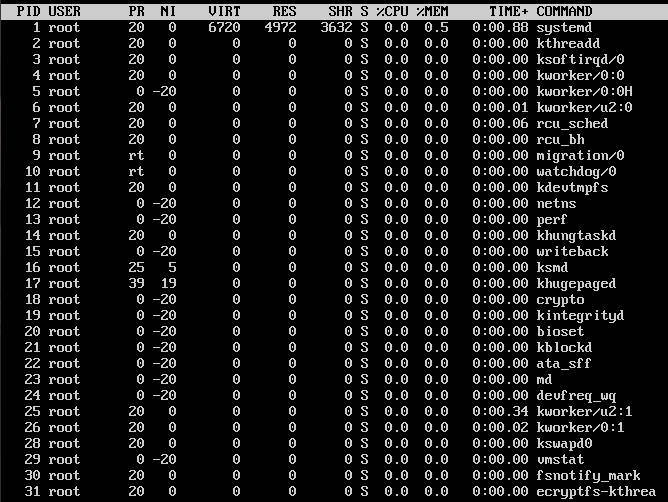 PID USER PR NI VIRT RES SHR S %CPU %MEM TIME+ COMMAND
1 root 20 0 6720 4972 3632 S 0.0 0.5 0:00.88 systemd
2 root 20 0 0 0 0 S 0.0 0.0 0:00.00 kthreadd
3 root 20 0 0 0 0 S 0.0 0.0 0:00.00 ksoftirqd/0
4 root 20 0 0 0 0 S 0.0 0.0 0:00.00 kworker/0:0
5 root 0 -20 0 0 0 S 0.0 0.0 0:00.00 kworker/0:0H
6 root 20 0 0 0 0 S 0.0 0.0 0:00.01 kworker/u2:0
7 root 20 0 0 0 0 S 0.0 0.0 0:00.06 rcu_sched
8 root 20 0 0 0 0 S 0.0 0.0 0:00.00 rcu_bh
9 root rt 0 0 0 0 S 0.0 0.0 0:00.00 migration/0
10 root rt 0 0 0 0 S 0.0 0.0 0:00.00 watchdog/0
11 root 20 0 0 0 0 S 0.0 0.0 0:00.00 kdevtmpfs
12 root 0 -20 0 0 0 S 0.0 0.0 0:00.00 netns
13 root 0 -20 0 0 0 S 0.0 0.0 0:00.00 perf
14 root 20 0 0 0 0 S 0.0 0.0 0:00.00 khungtaskd
15 root 0 -20 0 0 0 S 0.0 0.0 0:00.00 writeback
16 root 25 5 0 0 0 S 0.0 0.0 0:00.00 ksmd
17 root 39 19 0 0 0 S 0.0 0.0 0:00.00 khugepaged
18 root 0 -20 0 0 0 S 0.0 0.0 0:00.00 crypto
19 root 0 -20 0 0 0 S 0.0 0.0 0:00.00 kintegrityd
20 root 0 -20 0 0 0 S 0.0 0.0 0:00.00 bioset
21 root 0 -20 0 0 0 S 0.0 0.0 0:00.00 kblockd
22 root 0 -20 0 0 0 S 0.0 0.0 0:00.00 ata_sff
23 root 0 -20 0 0 0 S 0.0 0.0 0:00.00 md
24 root 0 -20 0 0 0 S 0.0 0.0 0:00.00 devfreq_wq
25 root 20 0 0 0 0 S 0.0 0.0 0:00.34 kworker/u2:1
26 root 20 0 0 0 0 S 0.0 0.0 0:00.02 kworker/0:1
28 root 20 0 0 0 0 S 0.0 0.0 0:00.00 kswapd0
29 root 0 -20 0 0 0 S 0.0 0.0 0:00.00 vmstat
30 root 20 0 0 0 0 S 0.0 0.0 0:00.00 fsnotify_mark
31 root 20 0 0 0 0 S 0.0 0.0 0:00.00 ecryptfs-kthrea